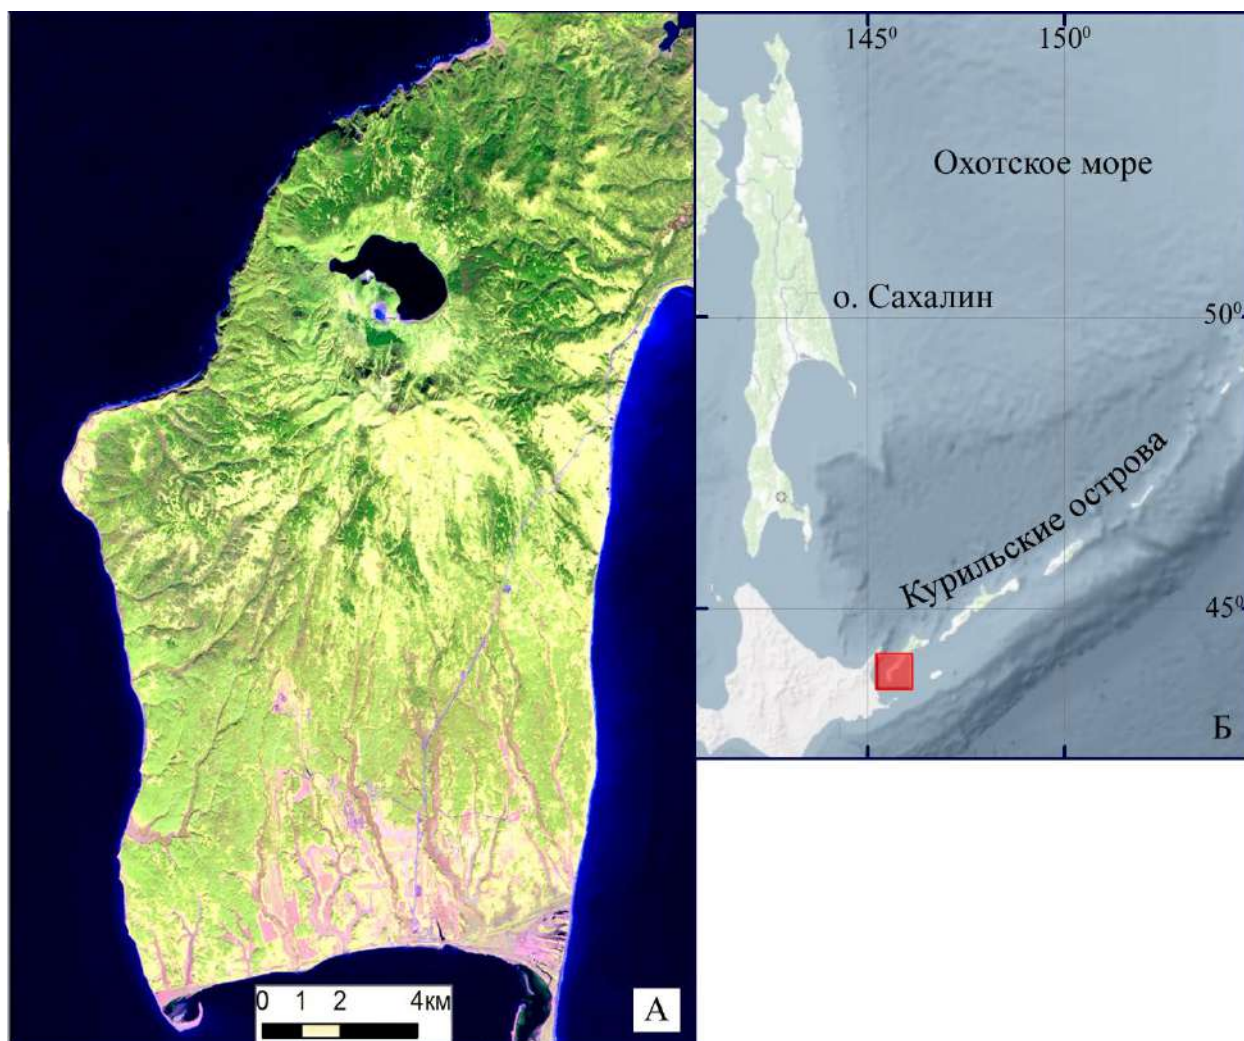 145⁰ 150⁰
Охотское море
о. Сахалин
50⁰
Курильские острова
45⁰
Б
0 1 2 4км
А